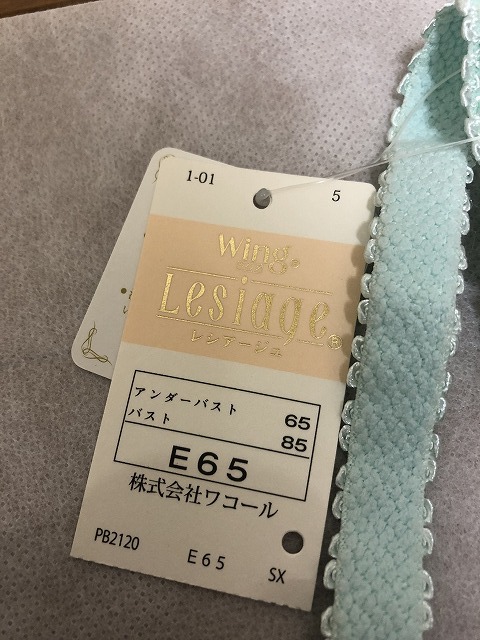 1-01 5
Wing®
Lesiage®
レシアージュ
アンダーバスト 65
バスト 85
E65
株式会社ワコール
PB2120 E65 SX